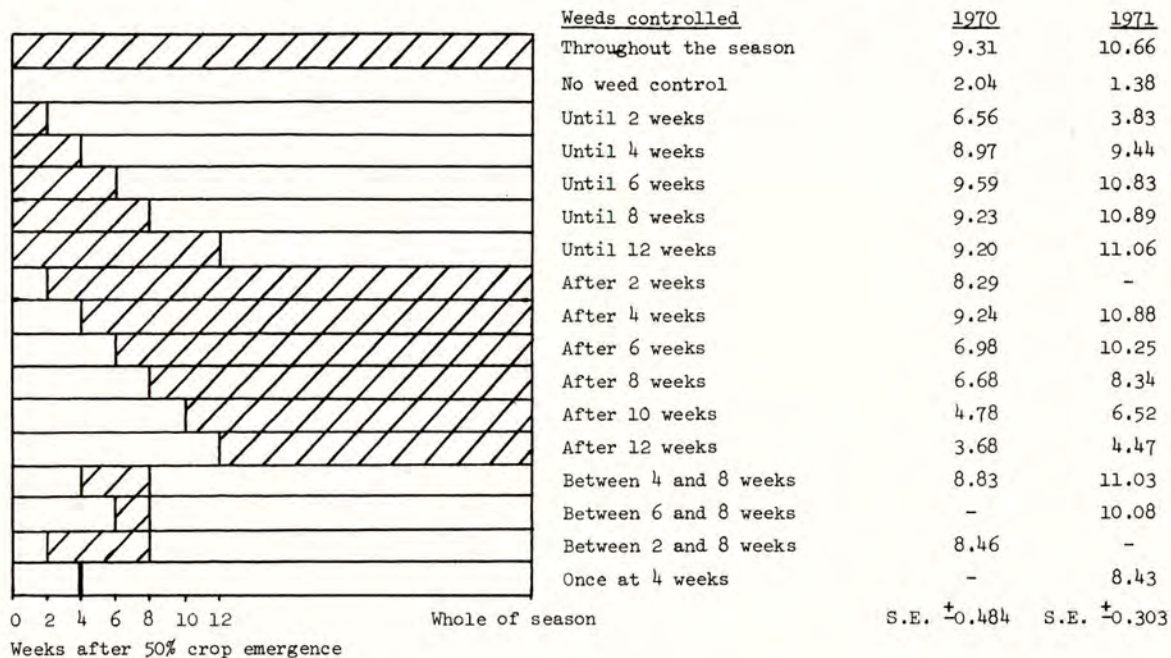 Weeds controlled 1970 1971
Throughout the season 9.31 10.66
No weed control 2.04 1.38
Until 2 weeks 6.56 3.83
Until 4 weeks 8.97 9.44
Until 6 weeks 9.59 10.83
Until 8 weeks 9.23 10.89
Until 12 weeks 9.20 11.06
After 2 weeks 8.29 -
After 4 weeks 9.24 10.88
After 6 weeks 6.98 10.25
After 8 weeks 6.68 8.34
After 10 weeks 4.78 6.52
After 12 weeks 3.68 4.47
Between 4 and 8 weeks 8.83 11.03
Between 6 and 8 weeks - 10.08
Between 2 and 8 weeks 8.46 -
Once at 4 weeks - 8.43
0 2 4 6 8 10 12 Whole of season S.E. ±0.484 S.E. ±0.303
Weeks after 50% crop emergence